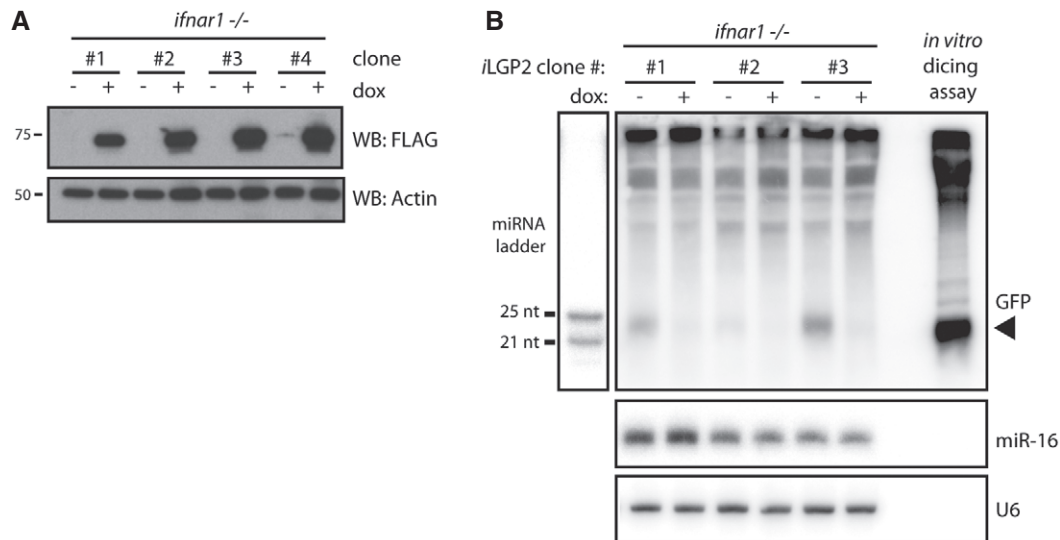 A
ifnar1 -/-
#1 #2 #3 #4 clone
- + - + - + - + dox
75 WB: FLAG
50 WB: Actin
B
ifnar1 -/-
in vitro
dicing
assay
iLGP2 clone #: #1 #2 #3
dox: - + - + - +
miRNA
ladder
25 nt
21 nt
GFP
miR-16
U6